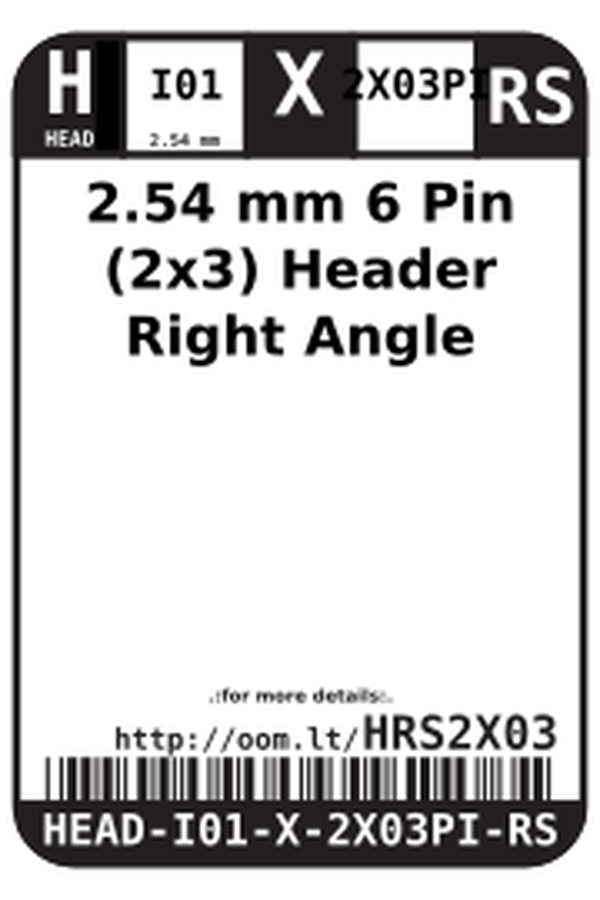 H I01 X 2X03PI RS
HEAD 2.54 mm
2.54 mm 6 Pin
(2x3) Header
Right Angle
.:for more details:.
http://oom.lt/HRS2X03
HEAD-I01-X-2X03PI-RS